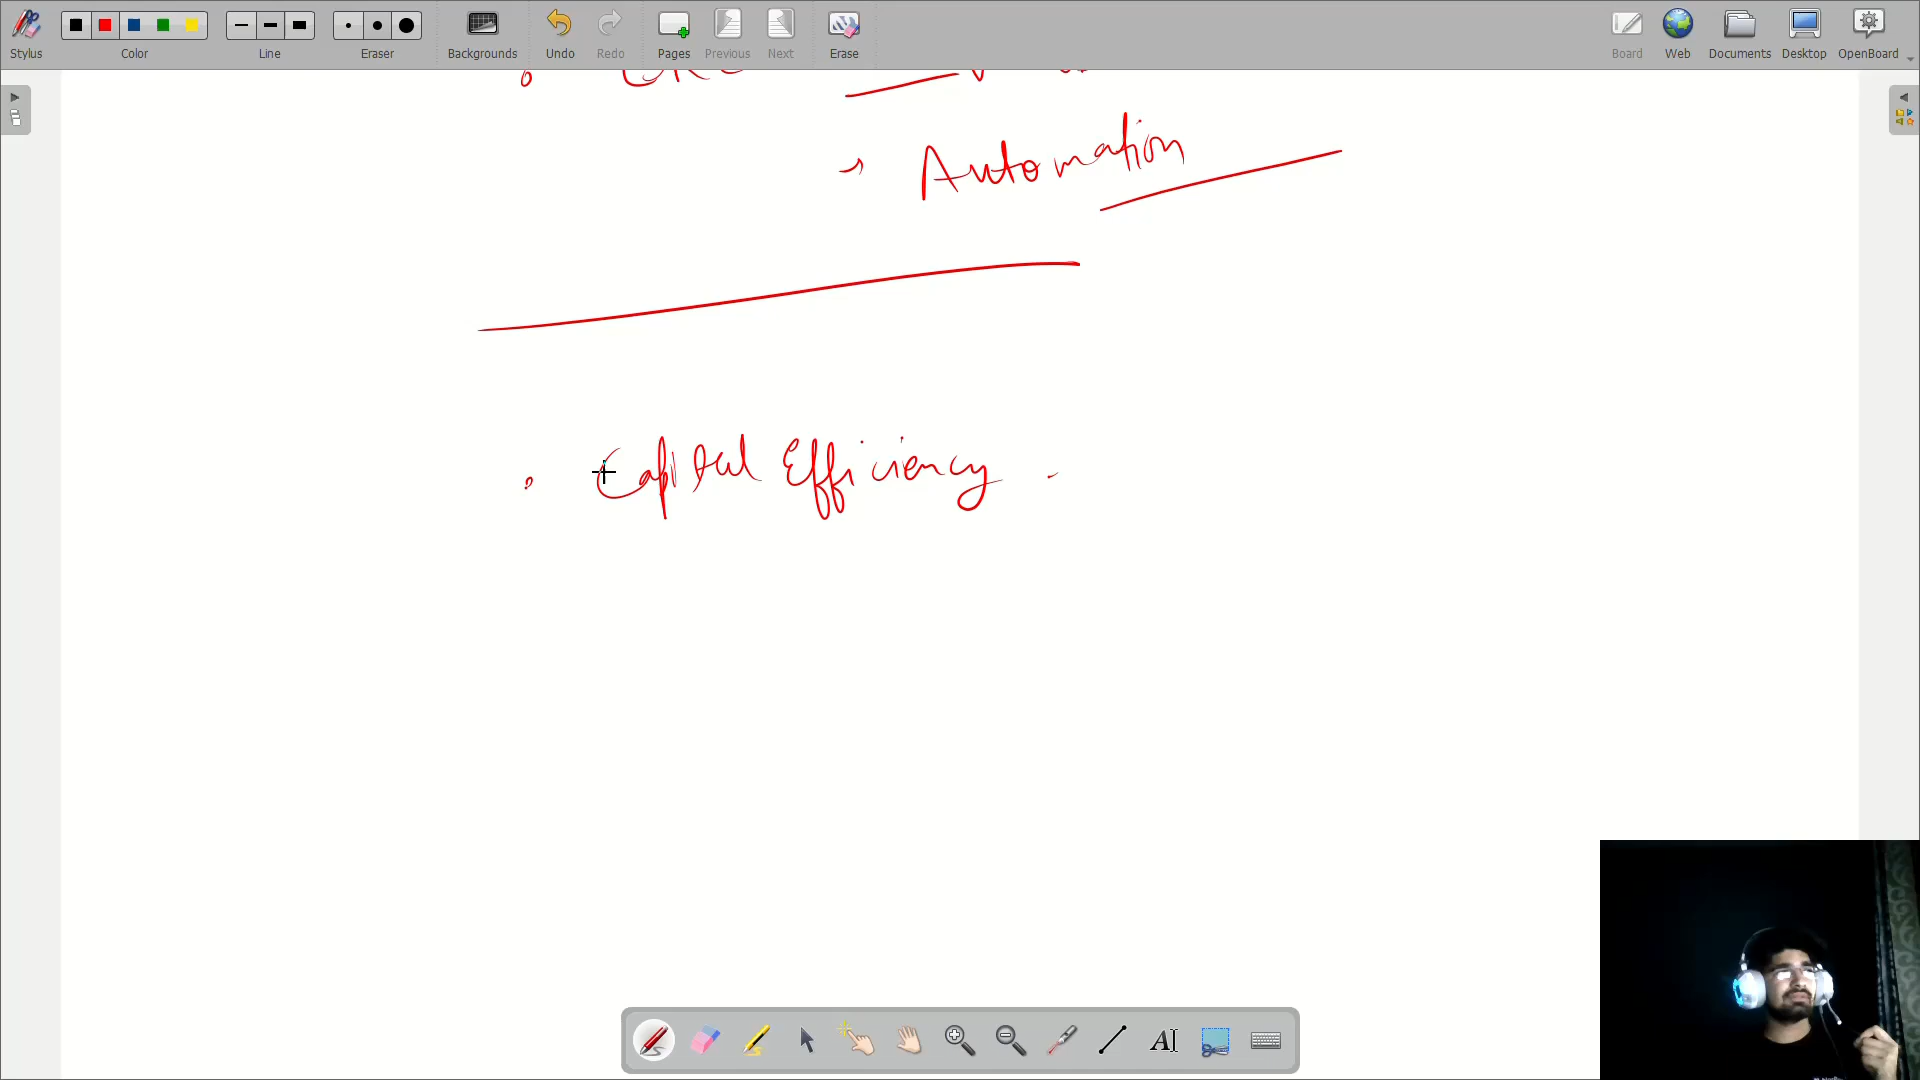 Stylus Color Line Eraser Backgrounds Undo Redo Pages Previous Next Erase Board Web Documents Desktop OpenBoard
Automation
Capital Efficiency
AI